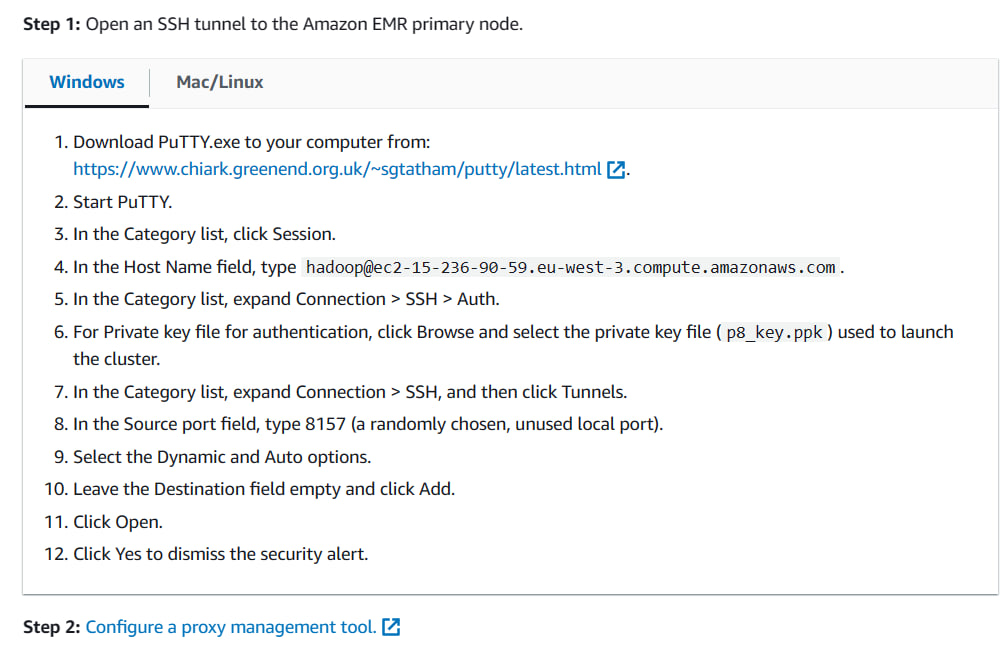 Step 1: Open an SSH tunnel to the Amazon EMR primary node.
Windows
Mac/Linux
1. Download PuTTY.exe to your computer from:
https://www.chiark.greenend.org.uk/~sgtatham/putty/latest.html .
2. Start PuTTY.
3. In the Category list, click Session.
4. In the Host Name field, type hadoop@ec2-15-236-90-59.eu-west-3.compute.amazonaws.com .
5. In the Category list, expand Connection > SSH > Auth.
6. For Private key file for authentication, click Browse and select the private key file ( p8_key.ppk ) used to launch
the cluster.
7. In the Category list, expand Connection > SSH, and then click Tunnels.
8. In the Source port field, type 8157 (a randomly chosen, unused local port).
9. Select the Dynamic and Auto options.
10. Leave the Destination field empty and click Add.
11. Click Open.
12. Click Yes to dismiss the security alert.
Step 2: Configure a proxy management tool.